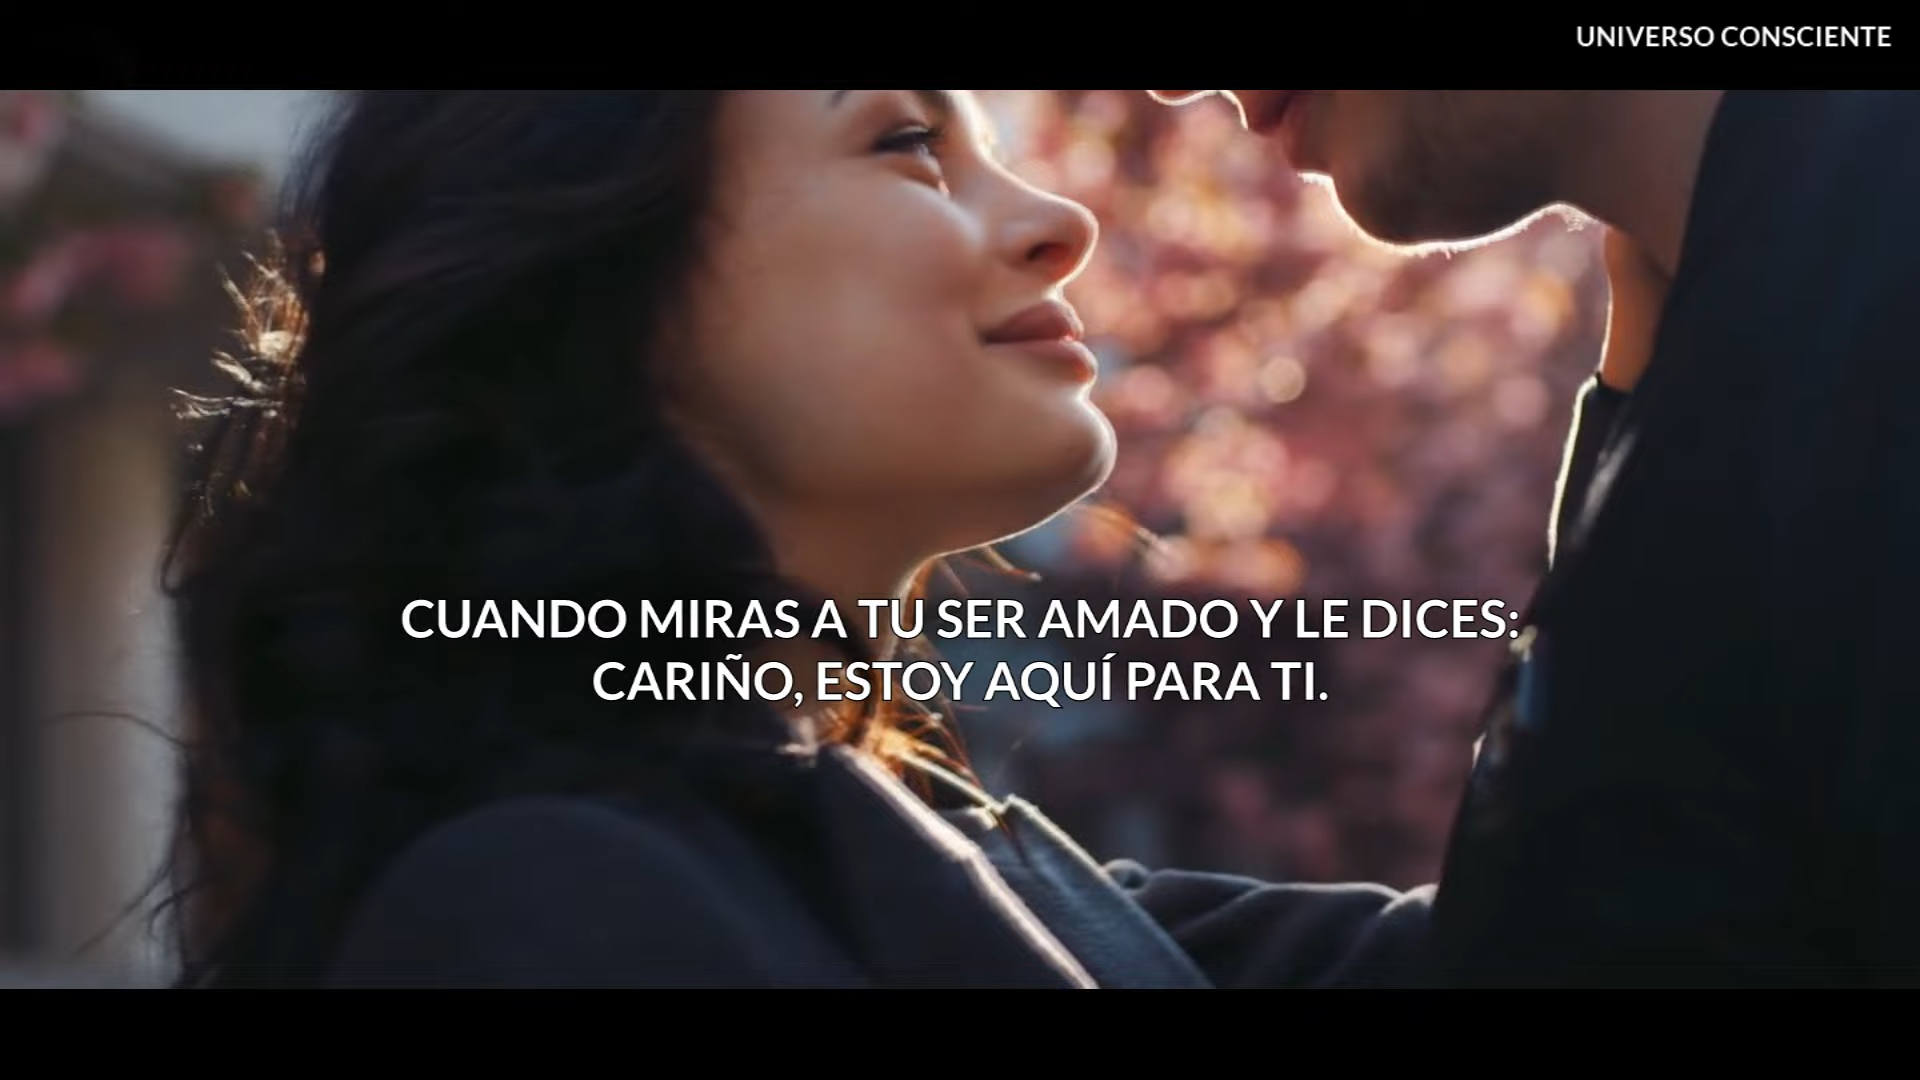 UNIVERSO CONSCIENTE
CUANDO MIRAS A TU SER AMADO Y LE DICES:
CARIÑO, ESTOY AQUÍ PARA TI.